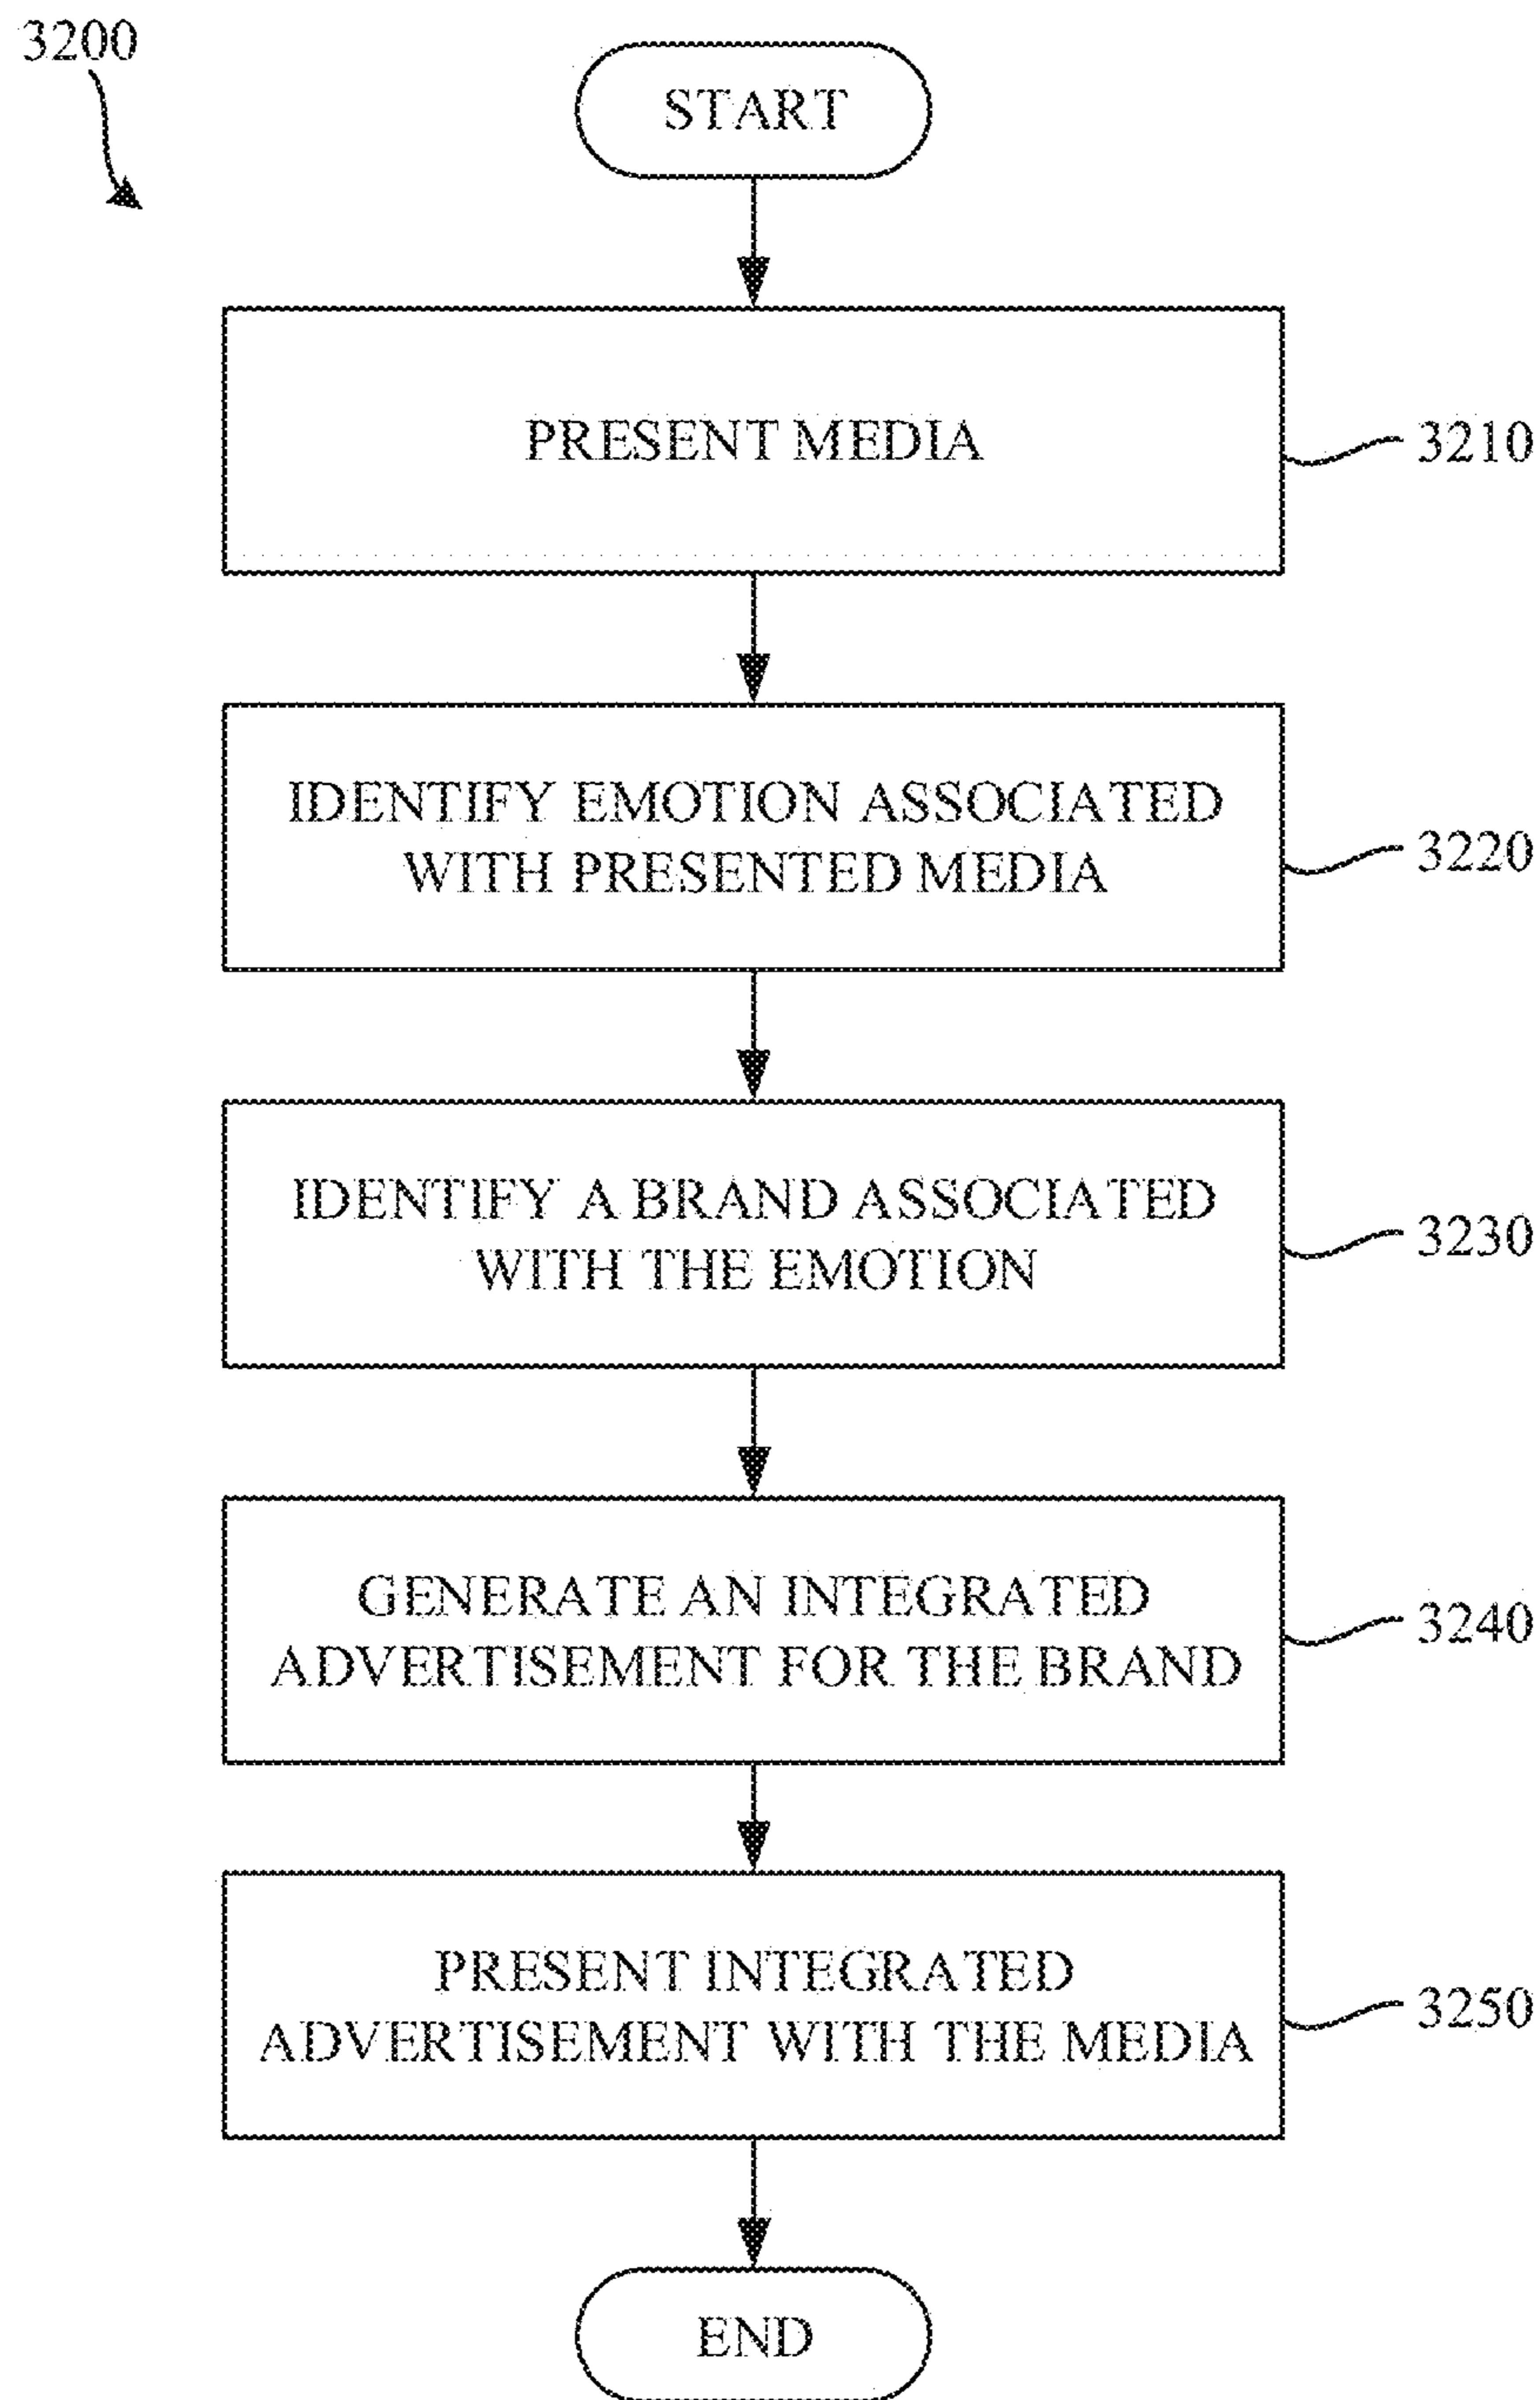 3200
START
PRESENT MEDIA
3210
IDENTIFY EMOTION ASSOCIATED
WITH PRESENTED MEDIA
3220
IDENTIFY A BRAND ASSOCIATED
WITH THE EMOTION
3230
GENERATE AN INTEGRATED
ADVERTISEMENT FOR THE BRAND
3240
PRESENT INTEGRATED
ADVERTISEMENT WITH THE MEDIA
3250
END